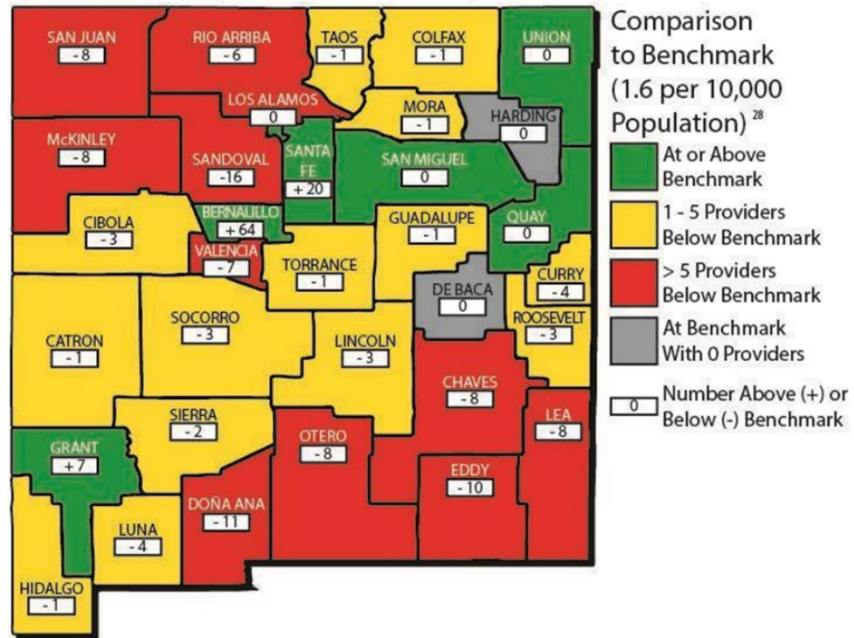 SAN JUAN
- 8
RIO ARRIBA
- 6
TAOS
- 1
COLFAX
- 1
UNION
0
LOS ALAMOS
0
MORA
- 1
HARDING
0
McKINLEY
- 8
SANDOVAL
-16
SANTA
FE
+ 20
SAN MIGUEL
0
CIBOLA
- 3
BERNALILLO
+ 64
VALENCIA
- 7
TORRANCE
- 1
GUADALUPE
- 1
QUAY
0
CURRY
- 4
DE BACA
0
ROOSEVELT
- 3
CATRON
- 1
SOCORRO
- 3
LINCOLN
- 3
CHAVES
- 8
SIERRA
- 2
OTERO
- 8
LEA
- 8
GRANT
+ 7
EDDY
- 10
DOÑA ANA
- 11
LUNA
- 4
HIDALGO
- 1
Comparison
to Benchmark
(1.6 per 10,000
Population) 28
At or Above
Benchmark
1 - 5 Providers
Below Benchmark
> 5 Providers
Below Benchmark
At Benchmark
With 0 Providers
0
Number Above (+) or
Below (-) Benchmark